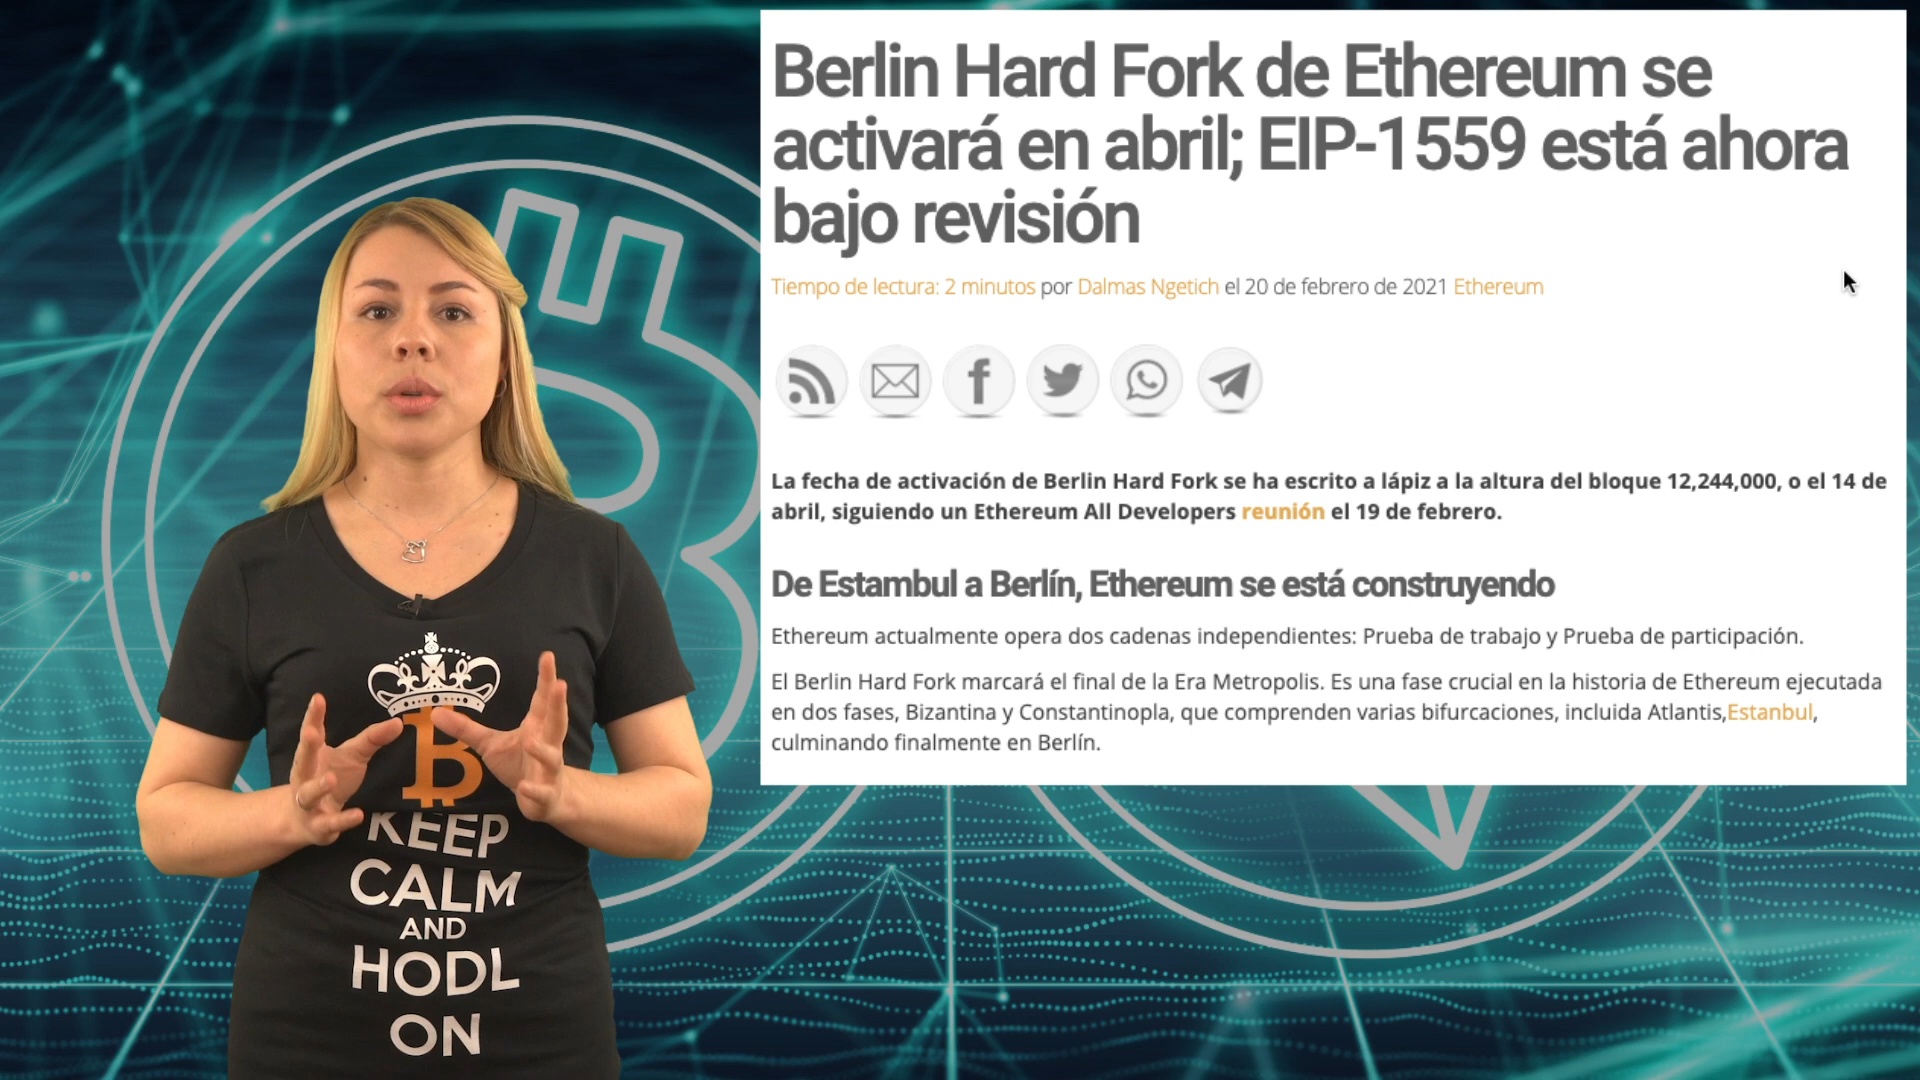 Berlin Hard Fork de Ethereum se
activará en abril; EIP-1559 está ahora
bajo revisión
Tiempo de lectura: 2 minutos por Dalmas Ngetich el 20 de febrero de 2021 Ethereum
La fecha de activación de Berlin Hard Fork se ha escrito a lápiz a la altura del bloque 12,244,000, o el 14 de
abril, siguiendo un Ethereum All Developers reunión el 19 de febrero.
De Estambul a Berlín, Ethereum se está construyendo
Ethereum actualmente opera dos cadenas independientes: Prueba de trabajo y Prueba de participación.
El Berlin Hard Fork marcará el final de la Era Metropolis. Es una fase crucial en la historia de Ethereum ejecutada
en dos fases, Bizantina y Constantinopla, que comprenden varias bifurcaciones, incluida Atlantis,Estanbul,
culminando finalmente en Berlín.
KEEP
CALM
AND
HODL
ON